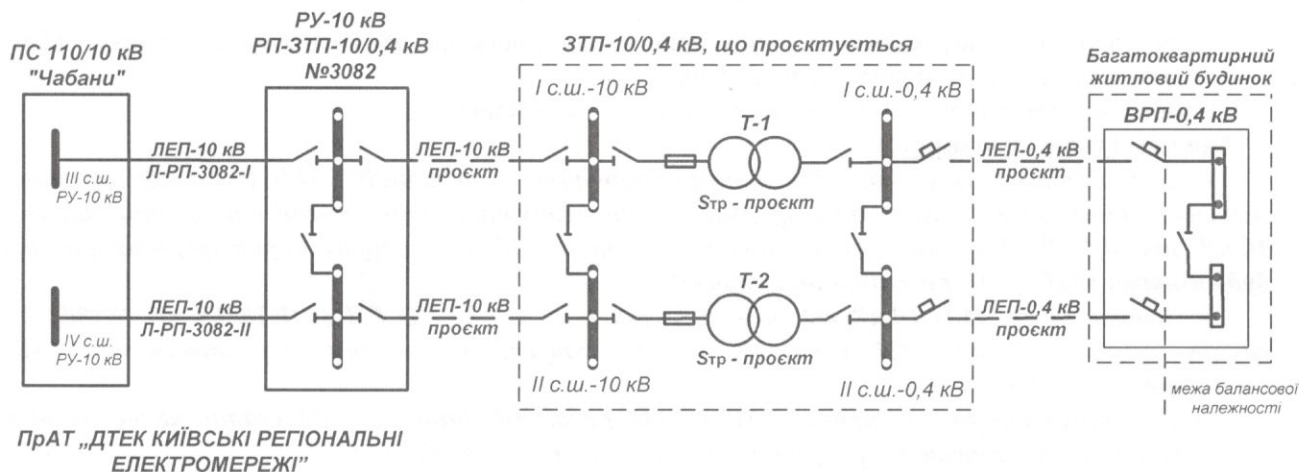 ПС 110/10 кВ
"Чабани"
РУ-10 кВ
РП-ЗТП-10/0,4 кВ
№3082
ЗТП-10/0,4 кВ, що проєктується
Багатоквартирний
житловий будинок
ВРП-0,4 кВ
І с.ш.-10 кВ
І с.ш.-0,4 кВ
Т-1
ЛЕП-10 кВ
Л-РП-3082-І
ЛЕП-10 кВ
проєкт
ЛЕП-0,4 кВ
проєкт
ІІІ с.ш.
РУ-10 кВ
Sтр - проєкт
Т-2
ЛЕП-10 кВ
Л-РП-3082-ІІ
ЛЕП-10 кВ
проєкт
ЛЕП-0,4 кВ
проєкт
IV с.ш.
РУ-10 кВ
Sтр - проєкт
ІІ с.ш.-10 кВ
ІІ с.ш.-0,4 кВ
межа балансової
належності
ПрАТ „ДТЕК КИЇВСЬКІ РЕГІОНАЛЬНІ
ЕЛЕКТРОМЕРЕЖІ”